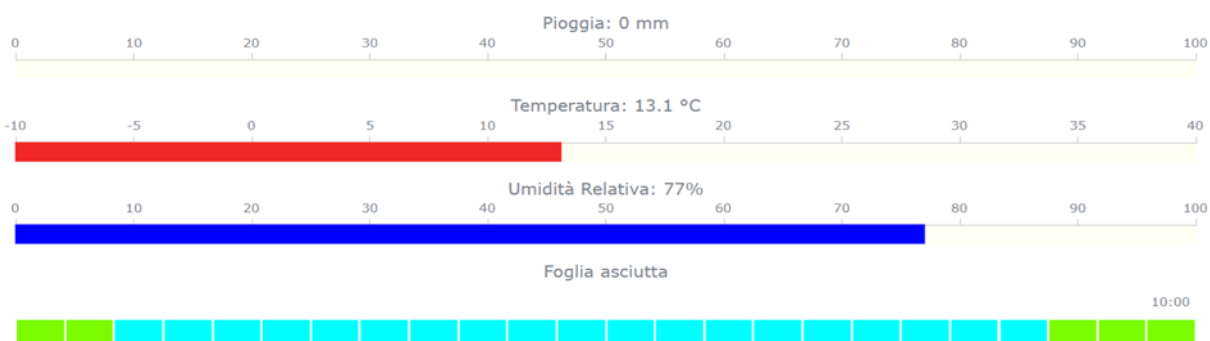 Pioggia: 0 mm
0 10 20 30 40 50 60 70 80 90 100
Temperatura: 13.1 °C
-10 -5 0 5 10 15 20 25 30 35 40
Umidità Relativa: 77%
0 10 20 30 40 50 60 70 80 90 100
Foglia asciutta
10:00